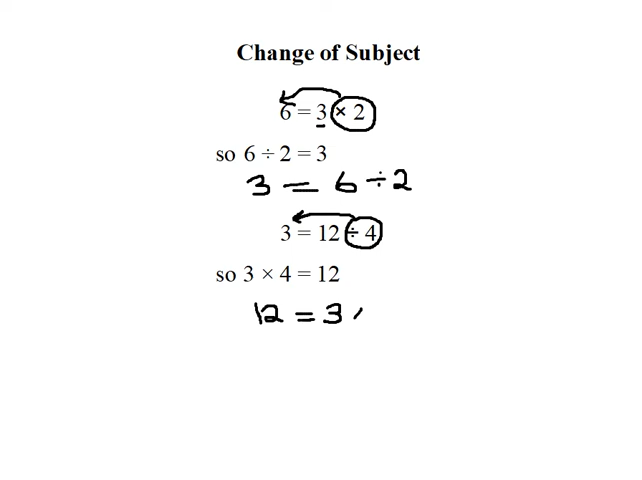 Change of Subject
6 = 3 × 2
so 6 ÷ 2 = 3
3 = 6 ÷ 2
3 = 12 ÷ 4
so 3 × 4 = 12
12 = 3